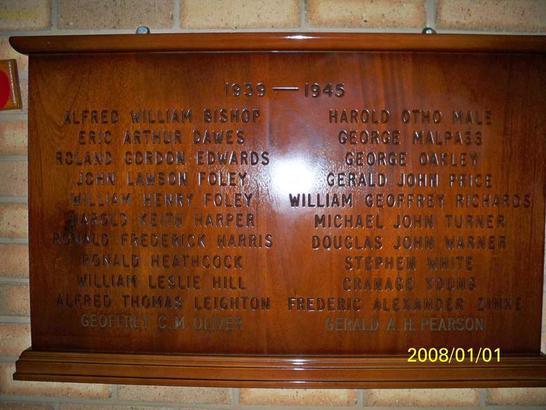 1939 — 1945
ALFRED WILLIAM BISHOP
ERIC ARTHUR DAWES
ROLAND GORDON EDWARDS
JOHN LAWSON FOLEY
WILLIAM HENRY FOLEY
HAROLD KEITH HARPER
RONALD FREDERICK HARRIS
RONALD HEATHCOCK
WILLIAM LESLIE HILL
ALFRED THOMAS LEIGHTON
GEOFFREY C.M. OLIVER
HAROLD OTHO MALE
GEORGE MALPASS
GEORGE OAKLEY
GERALD JOHN PRICE
WILLIAM GEOFFREY RICHARDS
MICHAEL JOHN TURNER
DOUGLAS JOHN WARNER
STEPHEN WHITE
CRANAGE YOUNG
FREDERIC ALEXANDER ZINKE
GERALD A.H. PEARSON
2008/01/01